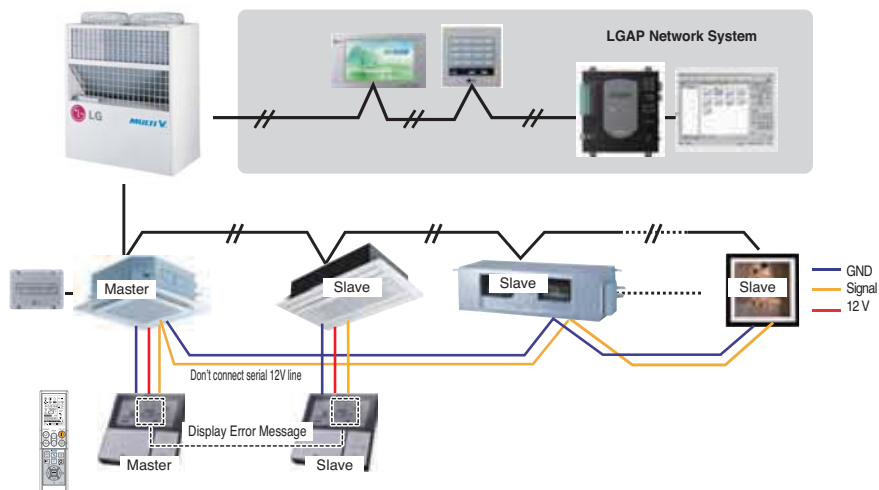 LGAP Network System
LG
MULTI V
Master
Slave
Slave
Slave
GND
Signal
12 V
Don't connect serial 12V line
Display Error Message
Master
Slave